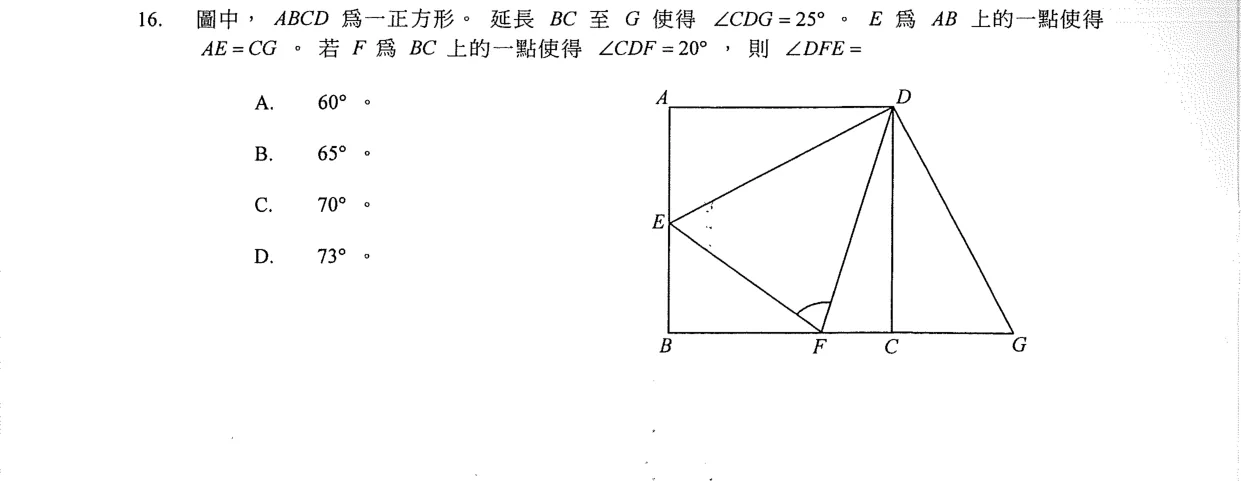 16. 圖中， ABCD 爲一正方形。 延長 BC 至 G 使得 ∠CDG = 25° 。 E 爲 AB 上的一點使得
AE = CG 。 若 F 爲 BC 上的一點使得 ∠CDF = 20° ， 則 ∠DFE =
A. 60° 。
B. 65° 。
C. 70° 。
D. 73° 。
A D
E
B F C G